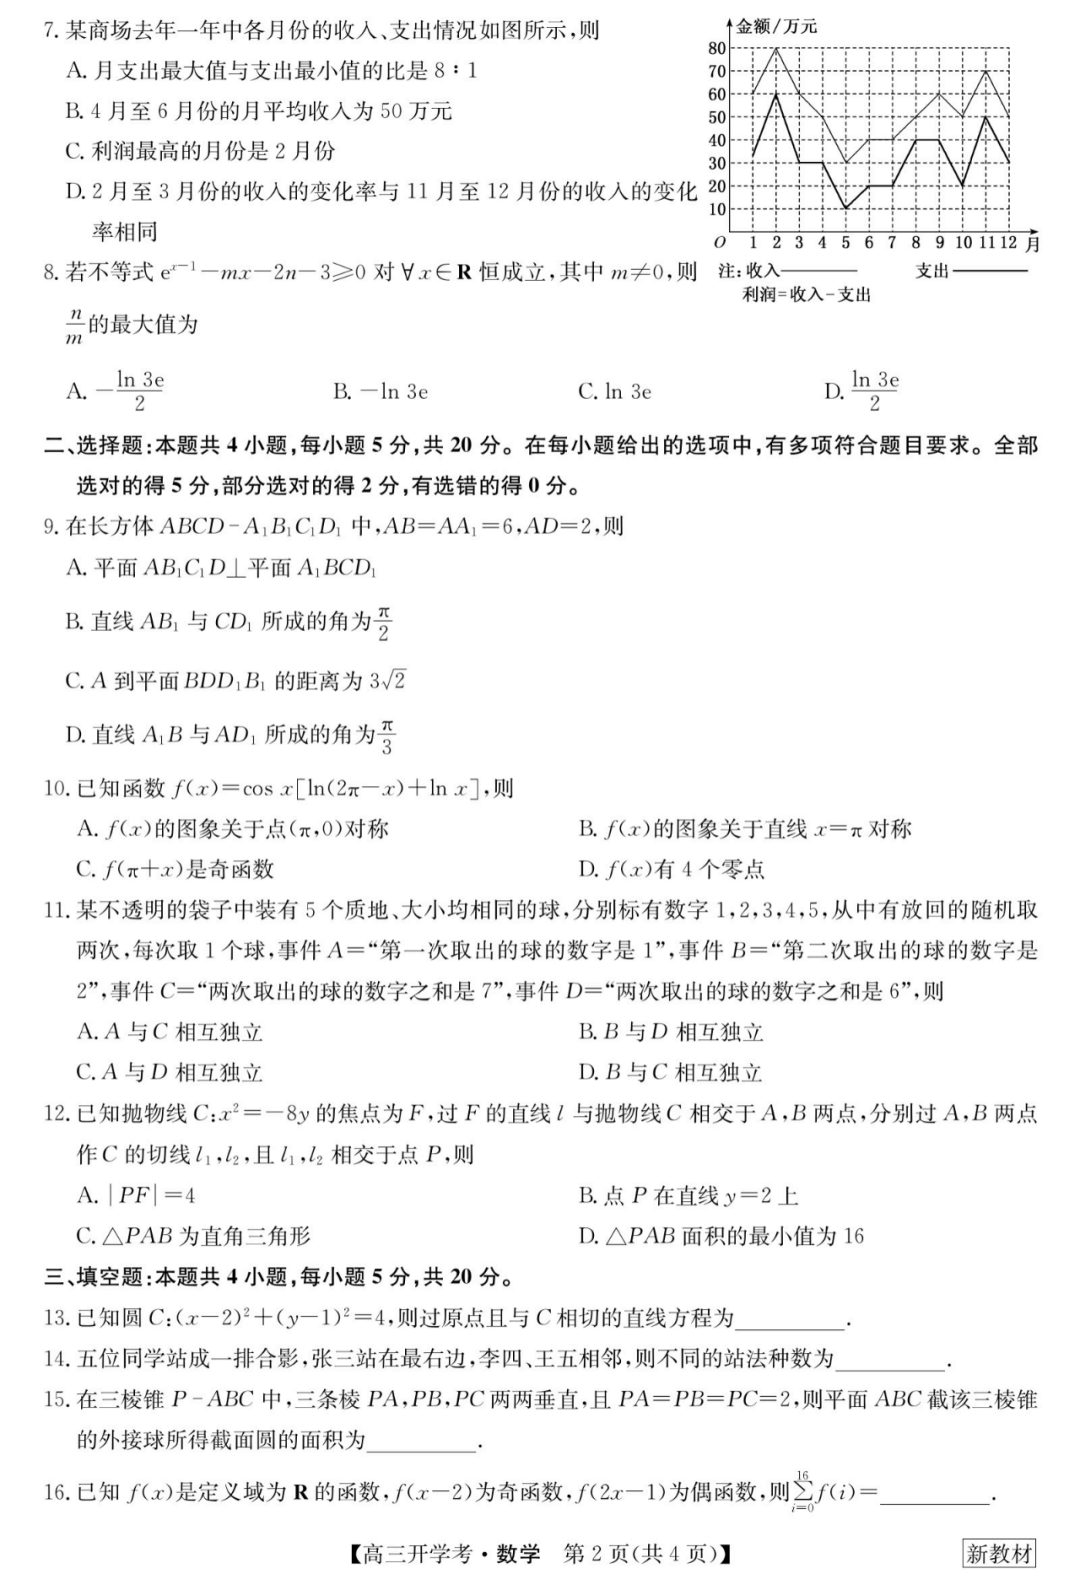 7. 某商场去年一年中各月份的收入、支出情况如图所示,则
A. 月支出最大值与支出最小值的比是 8∶1
B. 4 月至 6 月份的月平均收入为 50 万元
C. 利润最高的月份是 2 月份
D. 2 月至 3 月份的收入的变化率与 11 月至 12 月份的收入的变化
率相同
金额/万元
80
70
60
50
40
30
20
10
O 1 2 3 4 5 6 7 8 9 10 11 12 月
注:收入—— 支出——
利润=收入-支出
8. 若不等式 e^{x-1}-mx-2n-3≥0 对 ∀x∈R 恒成立,其中 m≠0,则
n/m 的最大值为
A. -ln 3e/2 B. -ln 3e C. ln 3e D. ln 3e/2
二、选择题:本题共 4 小题,每小题 5 分,共 20 分。在每小题给出的选项中,有多项符合题目要求。全部
选对的得 5 分,部分选对的得 2 分,有选错的得 0 分。
9. 在长方体 ABCD-A₁B₁C₁D₁ 中,AB=AA₁=6,AD=2,则
A. 平面 AB₁C₁D⊥平面 A₁BCD₁
B. 直线 AB₁ 与 CD₁ 所成的角为 π/2
C. A 到平面 BDD₁B₁ 的距离为 3√2
D. 直线 A₁B 与 AD₁ 所成的角为 π/3
10. 已知函数 f(x)=cos x[ln(2π-x)+ln x],则
A. f(x)的图象关于点(π,0)对称 B. f(x)的图象关于直线 x=π 对称
C. f(π+x)是奇函数 D. f(x)有 4 个零点
11. 某不透明的袋子中装有 5 个质地、大小均相同的球,分别标有数字 1,2,3,4,5,从中有放回的随机取
两次,每次取 1 个球,事件 A=“第一次取出的球的数字是 1”,事件 B=“第二次取出的球的数字是
2”,事件 C=“两次取出的球的数字之和是 7”,事件 D=“两次取出的球的数字之和是 6”,则
A. A 与 C 相互独立 B. B 与 D 相互独立
C. A 与 D 相互独立 D. B 与 C 相互独立
12. 已知抛物线 C:x²=-8y 的焦点为 F,过 F 的直线 l 与抛物线 C 相交于 A,B 两点,分别过 A,B 两点
作 C 的切线 l₁,l₂,且 l₁,l₂ 相交于点 P,则
A. |PF|=4 B. 点 P 在直线 y=2 上
C. △PAB 为直角三角形 D. △PAB 面积的最小值为 16
三、填空题:本题共 4 小题,每小题 5 分,共 20 分。
13. 已知圆 C:(x-2)²+(y-1)²=4,则过原点且与 C 相切的直线方程为________.
14. 五位同学站成一排合影,张三站在最右边,李四、王五相邻,则不同的站法种数为________.
15. 在三棱锥 P-ABC 中,三条棱 PA,PB,PC 两两垂直,且 PA=PB=PC=2,则平面 ABC 截该三棱锥
的外接球所得截面圆的面积为________.
16. 已知 f(x)是定义域为 R 的函数,f(x-2)为奇函数,f(2x-1)为偶函数,则 ∑_{i=0}^{16} f(i)=________.
【高三开学考·数学 第 2 页(共 4 页)】
新教材